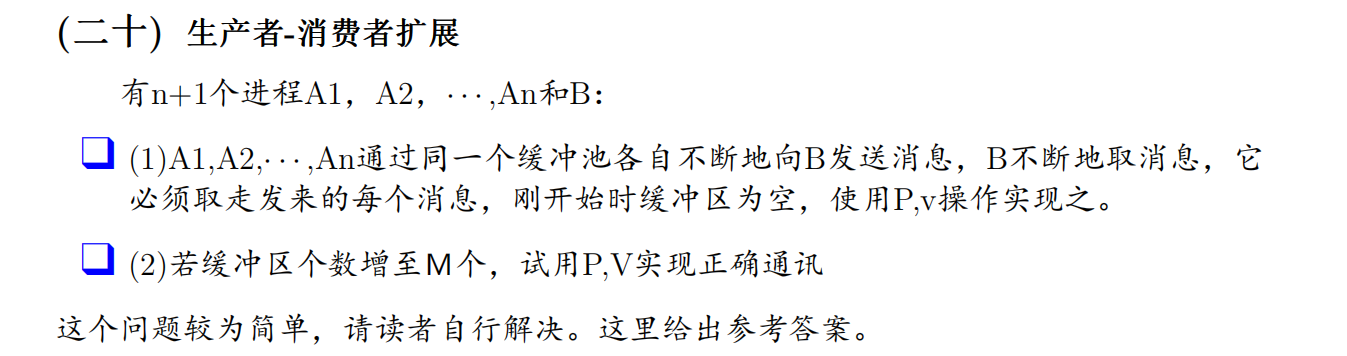 (二十) 生产者-消费者扩展
有n+1个进程A1，A2，⋯,An和B：
(1)A1,A2,⋯,An通过同一个缓冲池各自不断地向B发送消息，B不断地取消息，它
必须取走发来的每个消息，刚开始时缓冲区为空，使用P,v操作实现之。
(2)若缓冲区个数增至M个，试用P,V实现正确通讯
这个问题较为简单，请读者自行解决。这里给出参考答案。